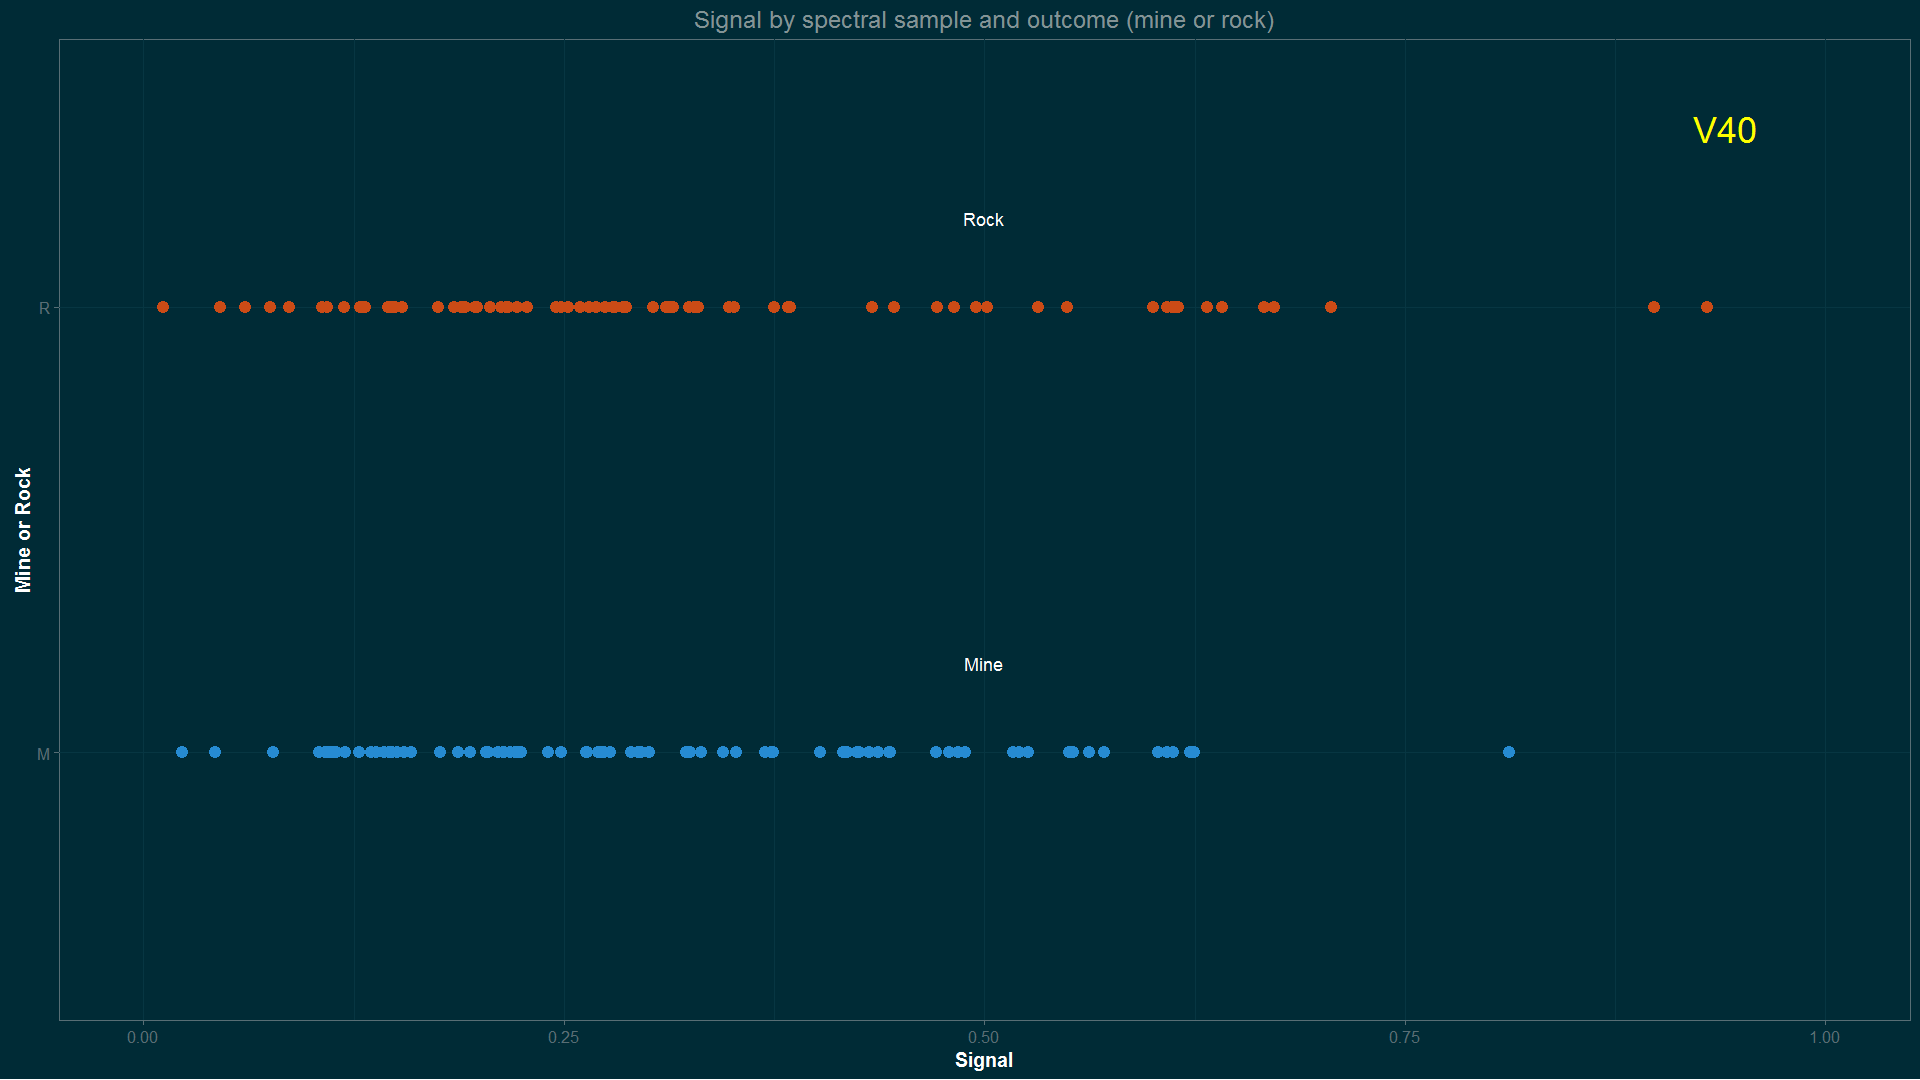 Signal by spectral sample and outcome (mine or rock)
V40
Rock
R
Mine or Rock
Mine
M
0.00 0.25 0.50 0.75 1.00
Signal